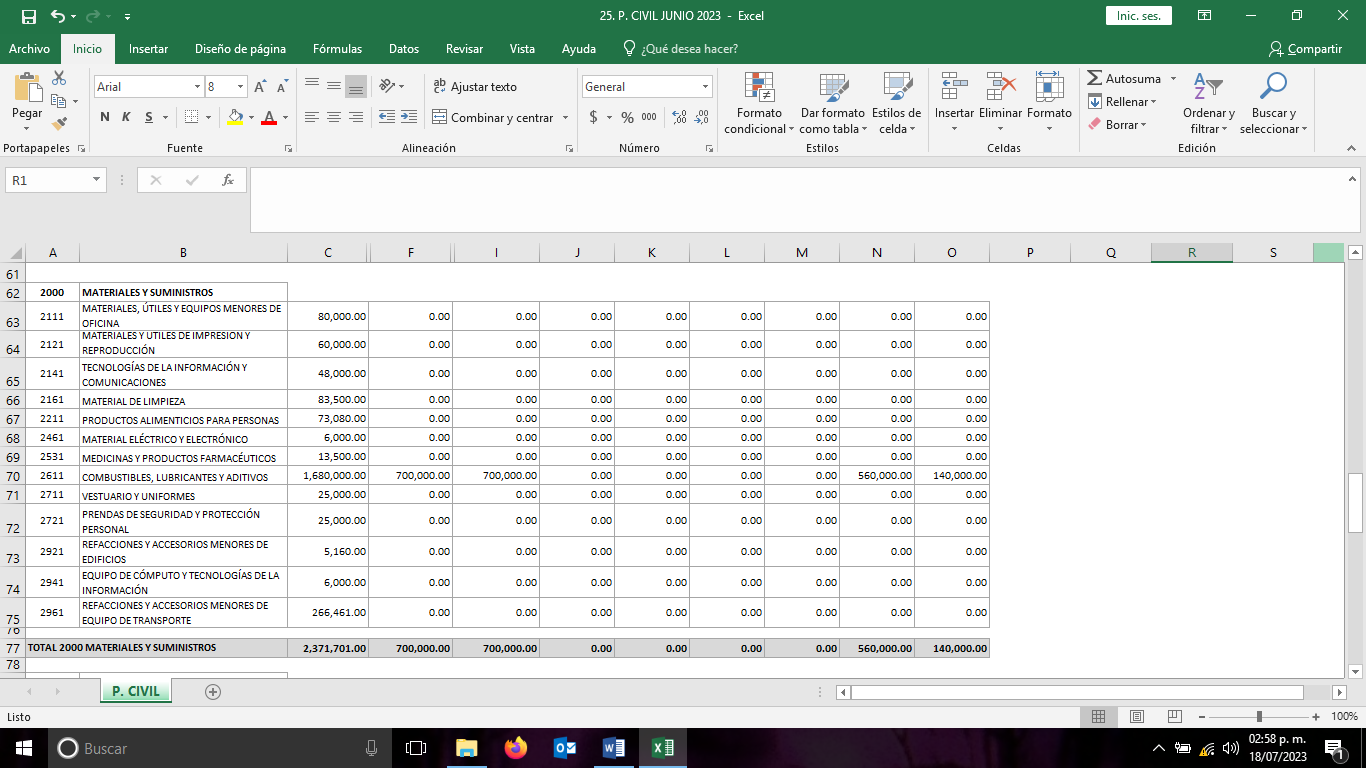 25. P. CIVIL JUNIO 2023 - Excel
Inic. ses.
Archivo Inicio Insertar Diseño de página Fórmulas Datos Revisar Vista Ayuda ¿Qué desea hacer? Compartir
Pegar
Portapapeles
Arial 8
N K S
Fuente
Ajustar texto
Combinar y centrar
Alineación
General
$ % 000
Número
Formato condicional
Dar formato como tabla
Estilos de celda
Estilos
Insertar Eliminar Formato
Celdas
Autosuma
Rellenar
Borrar
Ordenar y filtrar
Buscar y seleccionar
Edición
R1 fx
A B C F I J K L M N O P Q R S
61
62 2000 MATERIALES Y SUMINISTROS
63 2111 MATERIALES, ÚTILES Y EQUIPOS MENORES DE OFICINA 80,000.00 0.00 0.00 0.00 0.00 0.00 0.00 0.00 0.00
64 2121 MATERIALES Y UTILES DE IMPRESION Y REPRODUCCIÓN 60,000.00 0.00 0.00 0.00 0.00 0.00 0.00 0.00 0.00
65 2141 TECNOLOGÍAS DE LA INFORMACIÓN Y COMUNICACIONES 48,000.00 0.00 0.00 0.00 0.00 0.00 0.00 0.00 0.00
66 2161 MATERIAL DE LIMPIEZA 83,500.00 0.00 0.00 0.00 0.00 0.00 0.00 0.00 0.00
67 2211 PRODUCTOS ALIMENTICIOS PARA PERSONAS 73,080.00 0.00 0.00 0.00 0.00 0.00 0.00 0.00 0.00
68 2461 MATERIAL ELÉCTRICO Y ELECTRÓNICO 6,000.00 0.00 0.00 0.00 0.00 0.00 0.00 0.00 0.00
69 2531 MEDICINAS Y PRODUCTOS FARMACÉUTICOS 13,500.00 0.00 0.00 0.00 0.00 0.00 0.00 0.00 0.00
70 2611 COMBUSTIBLES, LUBRICANTES Y ADITIVOS 1,680,000.00 700,000.00 700,000.00 0.00 0.00 0.00 0.00 560,000.00 140,000.00
71 2711 VESTUARIO Y UNIFORMES 25,000.00 0.00 0.00 0.00 0.00 0.00 0.00 0.00 0.00
72 2721 PRENDAS DE SEGURIDAD Y PROTECCIÓN PERSONAL 25,000.00 0.00 0.00 0.00 0.00 0.00 0.00 0.00 0.00
73 2921 REFACCIONES Y ACCESORIOS MENORES DE EDIFICIOS 5,160.00 0.00 0.00 0.00 0.00 0.00 0.00 0.00 0.00
74 2941 EQUIPO DE CÓMPUTO Y TECNOLOGÍAS DE LA INFORMACIÓN 6,000.00 0.00 0.00 0.00 0.00 0.00 0.00 0.00 0.00
75 2961 REFACCIONES Y ACCESORIOS MENORES DE EQUIPO DE TRANSPORTE 266,461.00 0.00 0.00 0.00 0.00 0.00 0.00 0.00 0.00
76
77 TOTAL 2000 MATERIALES Y SUMINISTROS 2,371,701.00 700,000.00 700,000.00 0.00 0.00 0.00 0.00 560,000.00 140,000.00
78
P. CIVIL
Listo
100%
Buscar
02:58 p. m.
18/07/2023
1